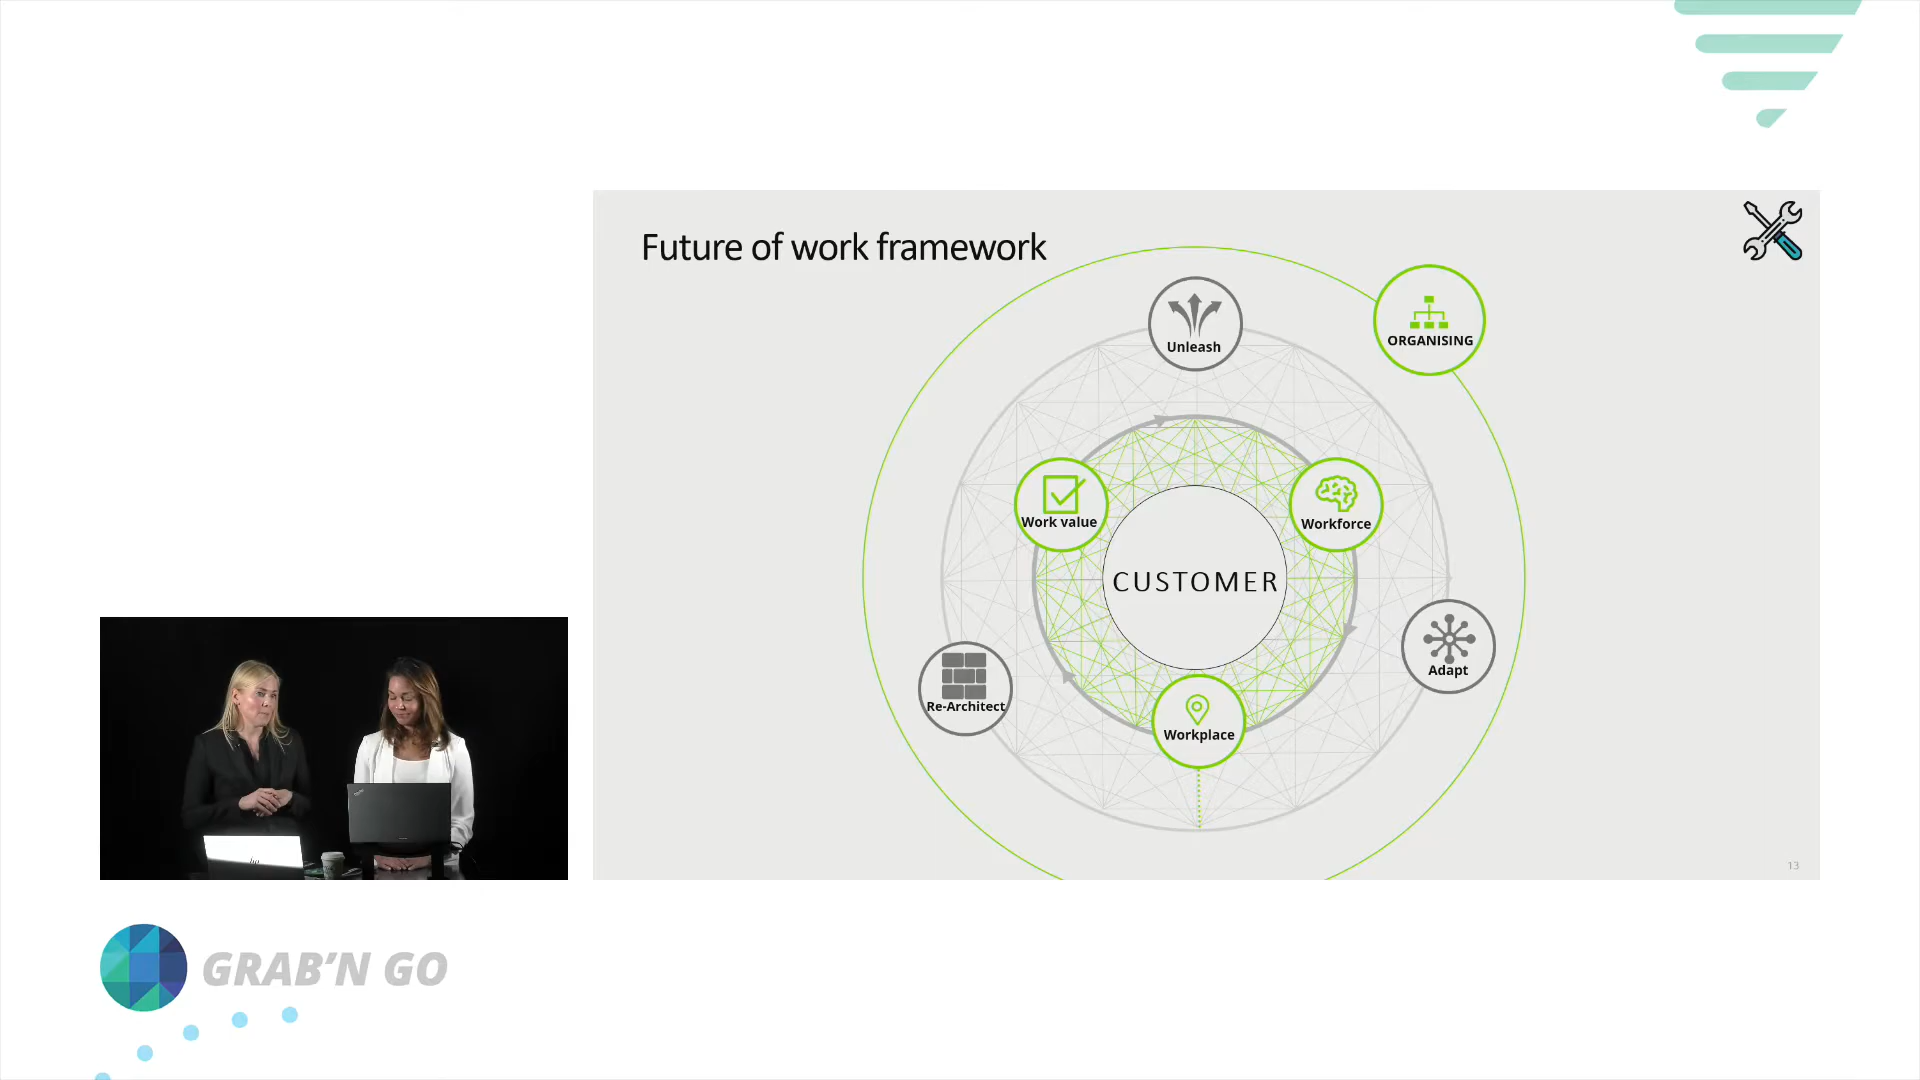 Future of work framework
Unleash
ORGANISING
Work value
Workforce
CUSTOMER
Re-Architect
Adapt
Workplace
13
GRAB’N GO